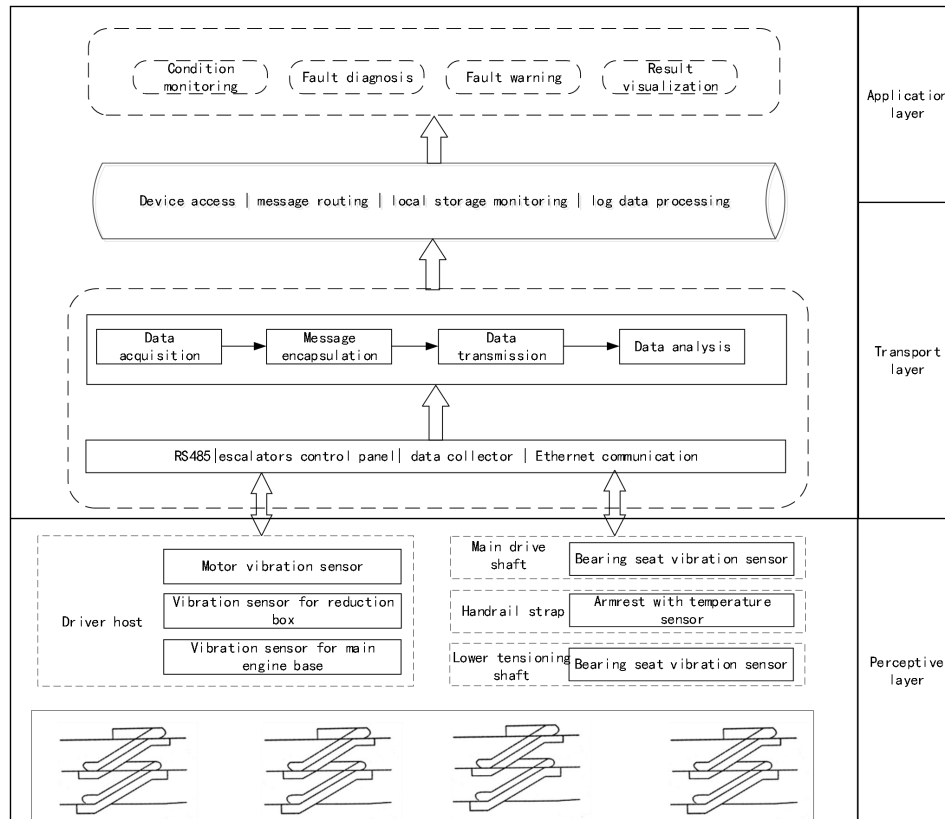 Condition
monitoring
Fault diagnosis
Fault warning
Result
visualization
Application
layer
Device access | message routing | local storage monitoring | log data processing
Data
acquisition
Message
encapsulation
Data
transmission
Data analysis
Transport
layer
RS485|escalators control panel| data collector | Ethernet communication
Driver host
Motor vibration sensor
Vibration sensor for reduction
box
Vibration sensor for main
engine base
Main drive
shaft
Bearing seat vibration sensor
Handrail strap
Armrest with temperature
sensor
Lower tensioning
shaft
Bearing seat vibration sensor
Perceptive
layer